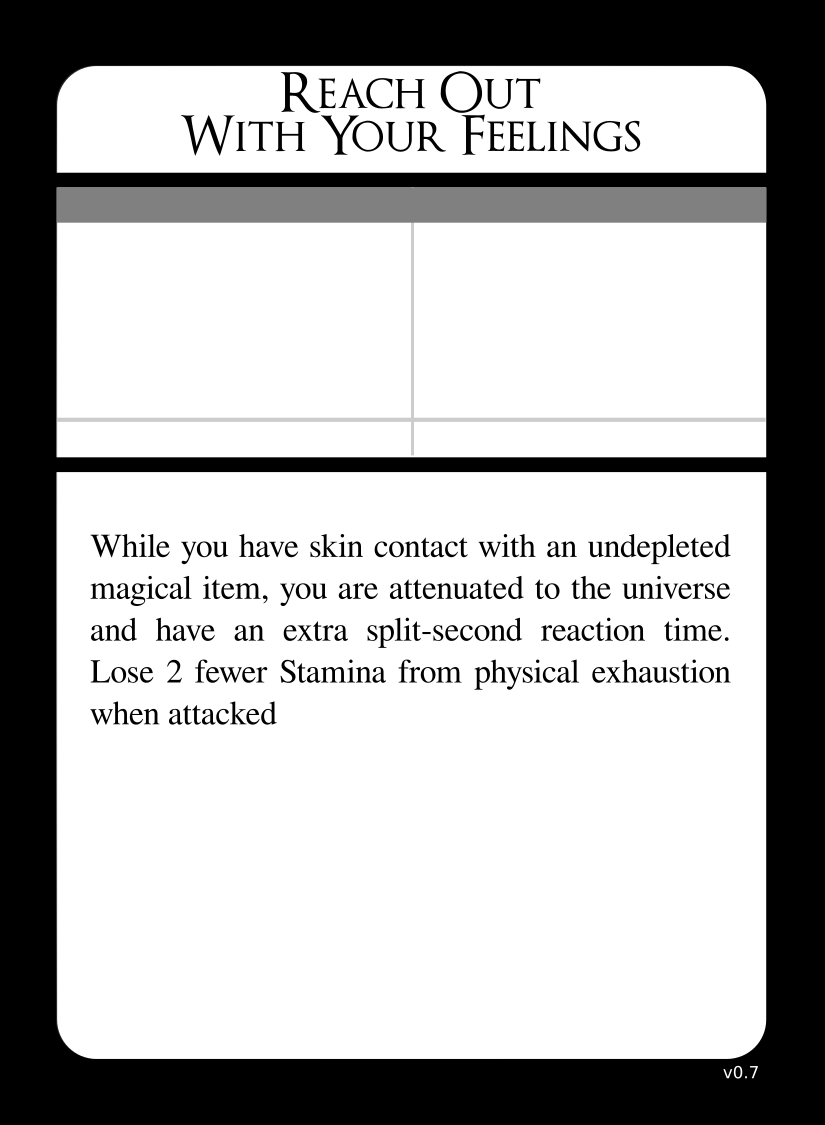 Reach Out
With Your Feelings
While you have skin contact with an undepleted
magical item, you are attenuated to the universe
and have an extra split-second reaction time.
Lose 2 fewer Stamina from physical exhaustion
when attacked
v0.7